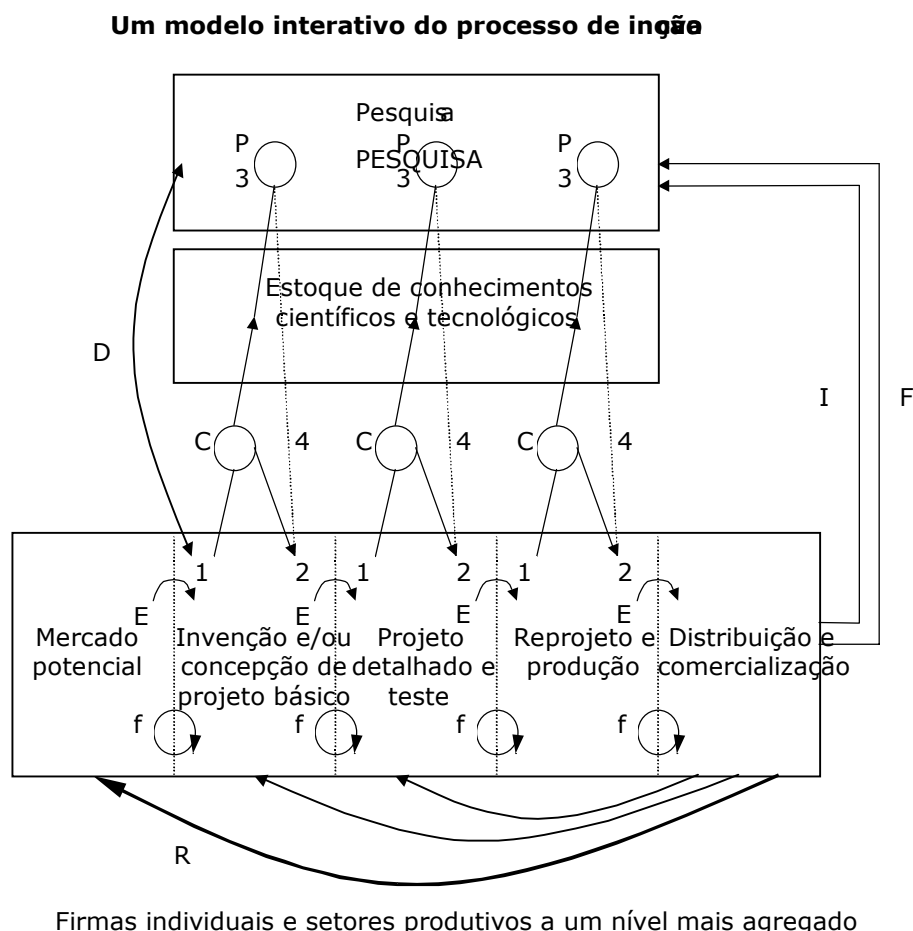 Um modelo interativo do processo de
Pesquisa
P P P
PESQUISA
3 3 3
Estoque de conhecimentos
científicos e tecnológicos
D
I F
C 4 C 4 C 4
1 2 1 2 1 2
E E E E
Mercado potencial
Invenção e/ou concepção de projeto básico
Projeto detalhado e teste
Reprojeto e produção
Distribuição e comercialização
f f f f
R
Firmas individuais e setores produtivos a um nível mais agregado